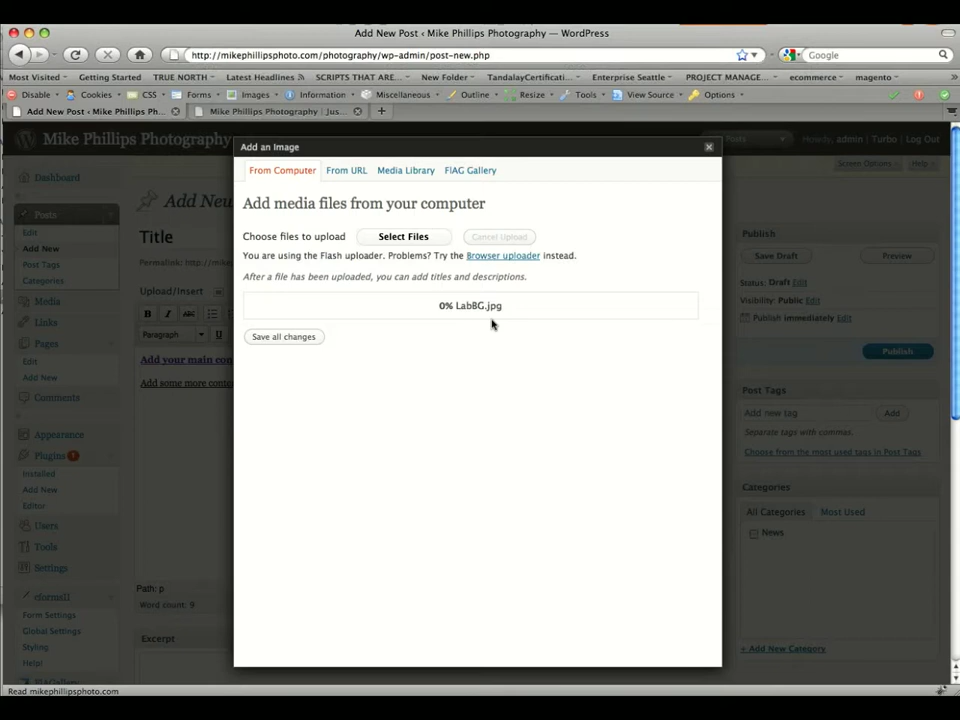 Add New Post ‹ Mike Phillips Photography — WordPress
http://mikephillipsphoto.com/photography/wp-admin/post-new.php
Google
Most Visited
Getting Started
TRUE NORTH
Latest Headlines
SCRIPTS THAT ARE...
New Folder
TandalayCertificati...
Enterprise Seattle
PROJECT MANAGE...
ecommerce
magento
Disable
Cookies
CSS
Forms
Images
Information
Miscellaneous
Outline
Resize
Tools
View Source
Options
Add New Post ‹ Mike Phillips Ph...
Mike Phillips Photography | Jus...
Mike Phillips Photography
Howdy, admin | Turbo | Log Out
Screen Options
Help
Add an Image
From Computer
From URL
Media Library
FlAG Gallery
Add media files from your computer
Choose files to upload
Select Files
Cancel Upload
You are using the Flash uploader. Problems? Try the Browser uploader instead.
After a file has been uploaded, you can add titles and descriptions.
0% LabBG.jpg
Save all changes
Dashboard
Posts
Edit
Add New
Post Tags
Categories
Media
Links
Pages
Edit
Add New
Comments
Appearance
Plugins
Installed
Add New
Editor
Users
Tools
Settings
cformsII
Form Settings
Global Settings
Styling
Help!
Add New
Title
Permalink: http://mike
Upload/Insert
B I ABC
Paragraph
U
Add your main con
Add some more conte
Path: p
Word count: 9
Excerpt
Publish
Save Draft
Preview
Status: Draft Edit
Visibility: Public Edit
Publish immediately Edit
Publish
Post Tags
Add new tag
Add
Separate tags with commas.
Choose from the most used tags in Post Tags
Categories
All Categories
Most Used
News
+ Add New Category
Read mikephillipsphoto.com